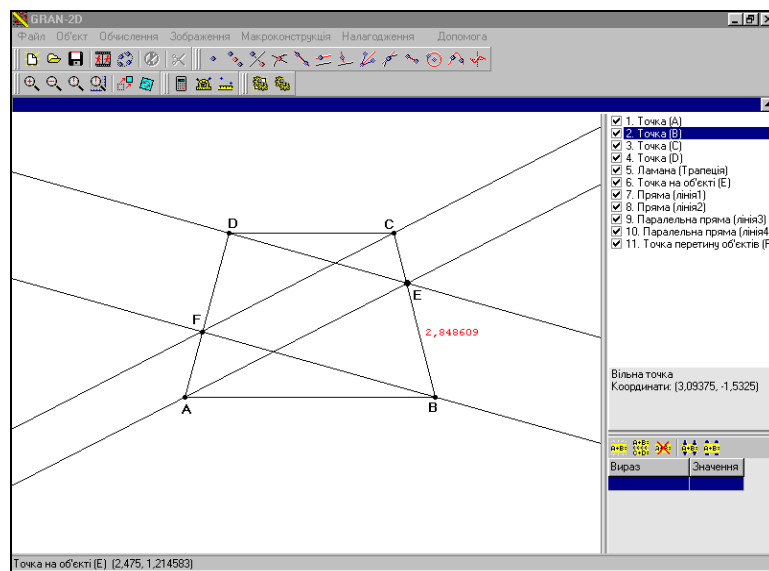 GRAN-2D
Файл Об'єкт Обчислення Зображення Макроконструкція Налагодження Допомога
1. Точка (A)
2. Точка (B)
3. Точка (C)
4. Точка (D)
5. Ламана (Трапеція)
6. Точка на об'єкті (E)
7. Пряма (лінія1)
8. Пряма (лінія2)
9. Паралельна пряма (лінія3)
10. Паралельна пряма (лінія4
11. Точка перетину об'єктів (F
D
C
E
F
2,848609
A
B
Вільна точка
Координати: (3,09375, -1,5325)
Вираз Значення
Точка на об'єкті (E) (2,475, 1,214583)